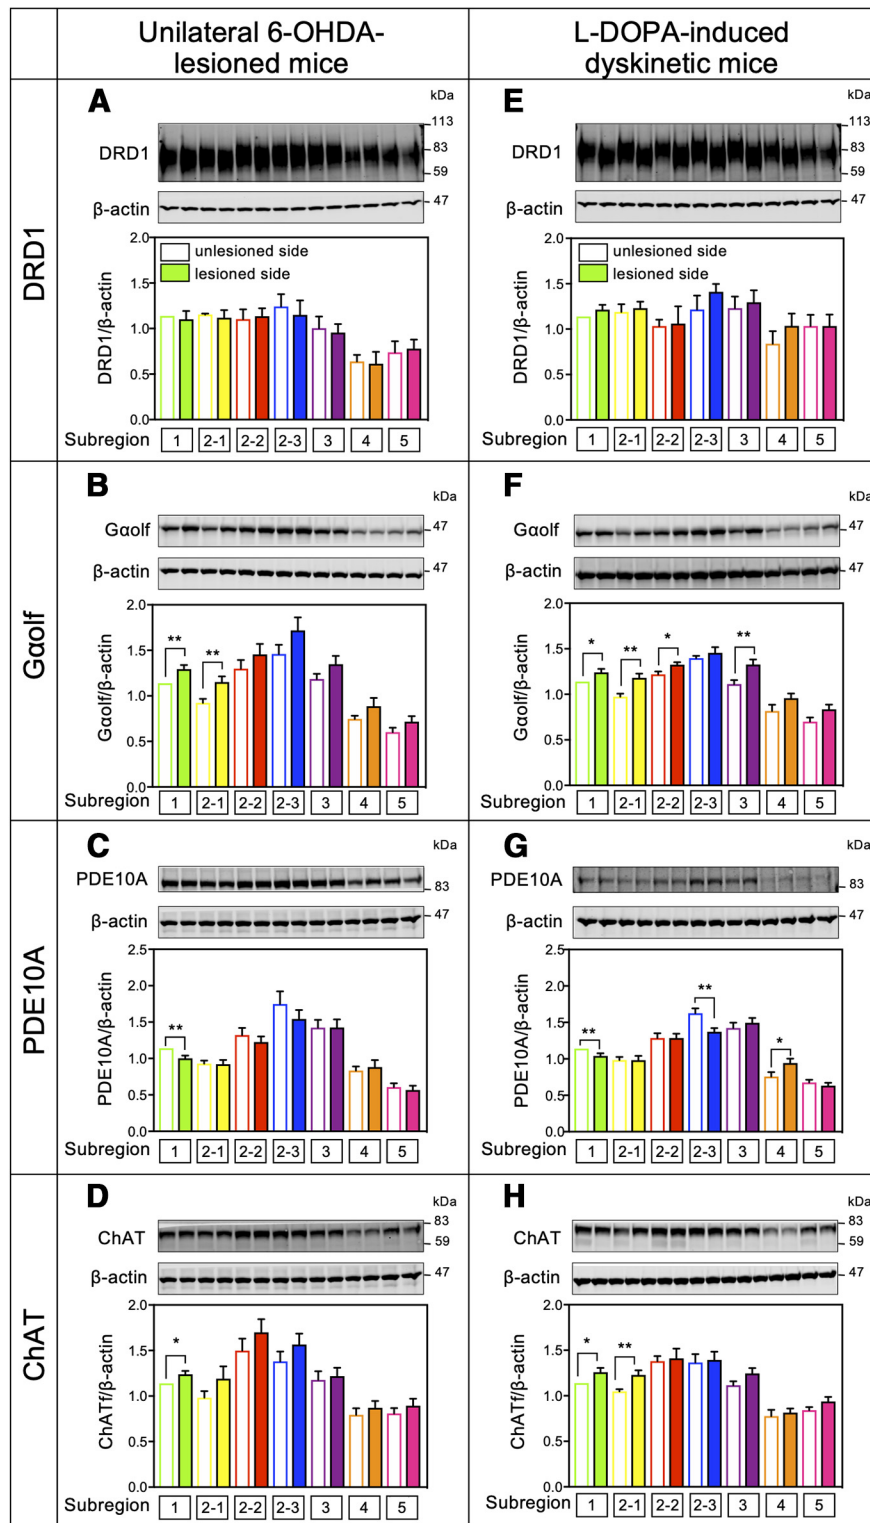 Unilateral 6-OHDA-
lesioned mice
L-DOPA-induced
dyskinetic mice
DRD1
A
kDa
DRD1
113
83
59
β-actin
47
2.0
1.5
1.0
0.5
0.0
DRD1/β-actin
unlesioned side
lesioned side
Subregion 1 2-1 2-2 2-3 3 4 5
E
kDa
DRD1
113
83
59
β-actin
47
2.0
1.5
1.0
0.5
0.0
DRD1/β-actin
unlesioned side
lesioned side
Subregion 1 2-1 2-2 2-3 3 4 5
Gαolf
B
kDa
Gαolf
47
β-actin
47
2.0
1.5
1.0
0.5
0.0
Gαolf/β-actin
** **
Subregion 1 2-1 2-2 2-3 3 4 5
F
kDa
Gαolf
47
β-actin
47
2.0
1.5
1.0
0.5
0.0
Gαolf/β-actin
* ** * **
Subregion 1 2-1 2-2 2-3 3 4 5
PDE10A
C
kDa
PDE10A
83
β-actin
47
2.5
2.0
1.5
1.0
0.5
0.0
PDE10A/β-actin
**
Subregion 1 2-1 2-2 2-3 3 4 5
G
kDa
PDE10A
83
β-actin
47
2.5
2.0
1.5
1.0
0.5
0.0
PDE10A/β-actin
** ** *
Subregion 1 2-1 2-2 2-3 3 4 5
ChAT
D
kDa
ChAT
83
59
β-actin
47
2.0
1.5
1.0
0.5
0.0
ChATf/β-actin
*
Subregion 1 2-1 2-2 2-3 3 4 5
H
kDa
ChAT
83
59
β-actin
47
2.0
1.5
1.0
0.5
0.0
ChATf/β-actin
* **
Subregion 1 2-1 2-2 2-3 3 4 5